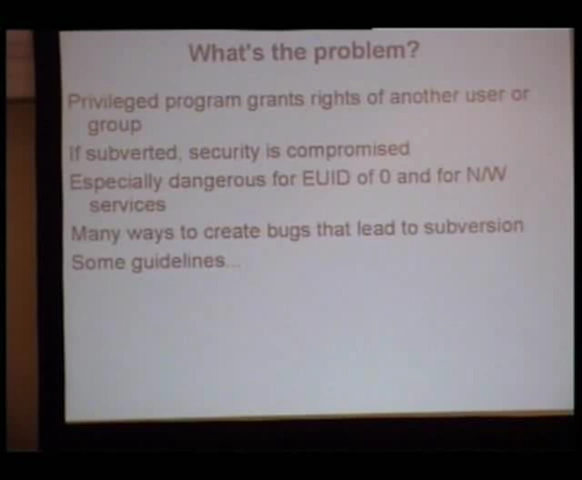 What's the problem?
Privileged program grants rights of another user or
group
If subverted, security is compromised
Especially dangerous for EUID of 0 and for N/W
services
Many ways to create bugs that lead to subversion
Some guidelines...